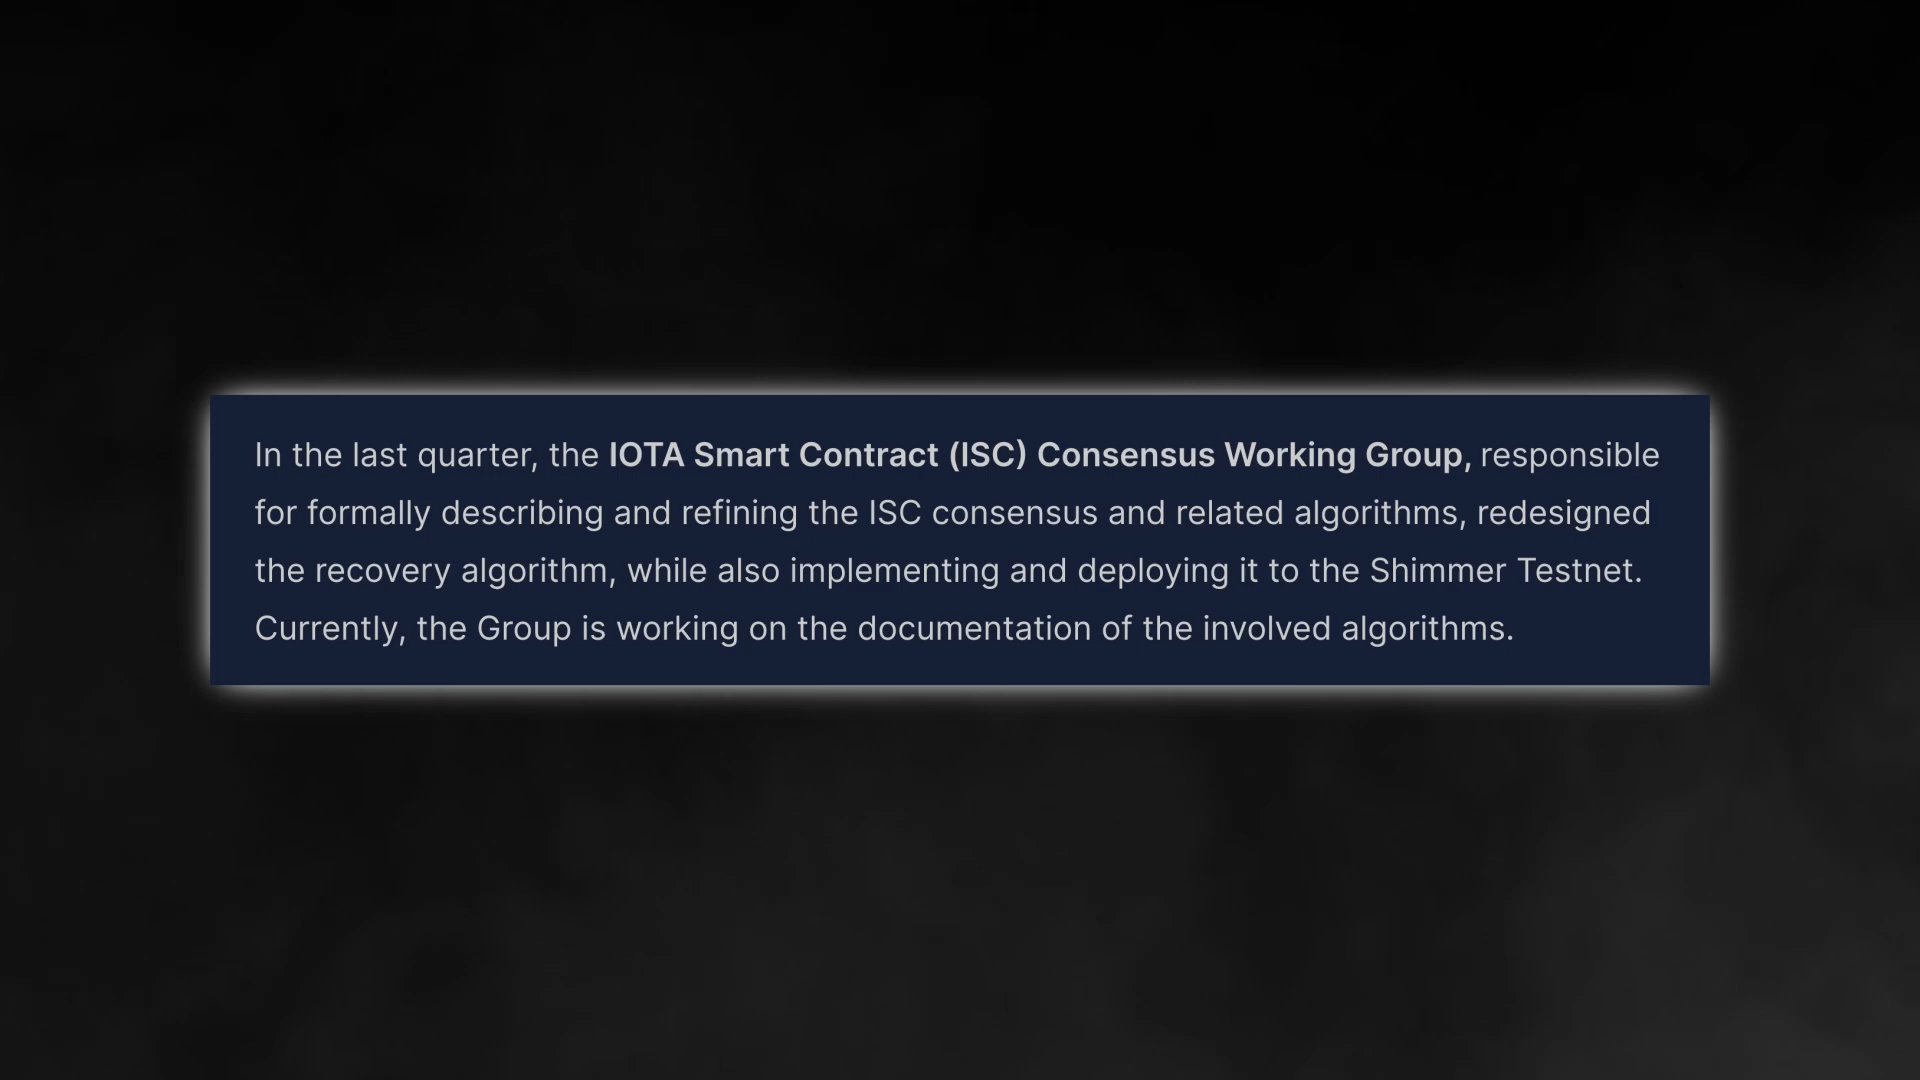 In the last quarter, the IOTA Smart Contract (ISC) Consensus Working Group, responsible
for formally describing and refining the ISC consensus and related algorithms, redesigned
the recovery algorithm, while also implementing and deploying it to the Shimmer Testnet.
Currently, the Group is working on the documentation of the involved algorithms.